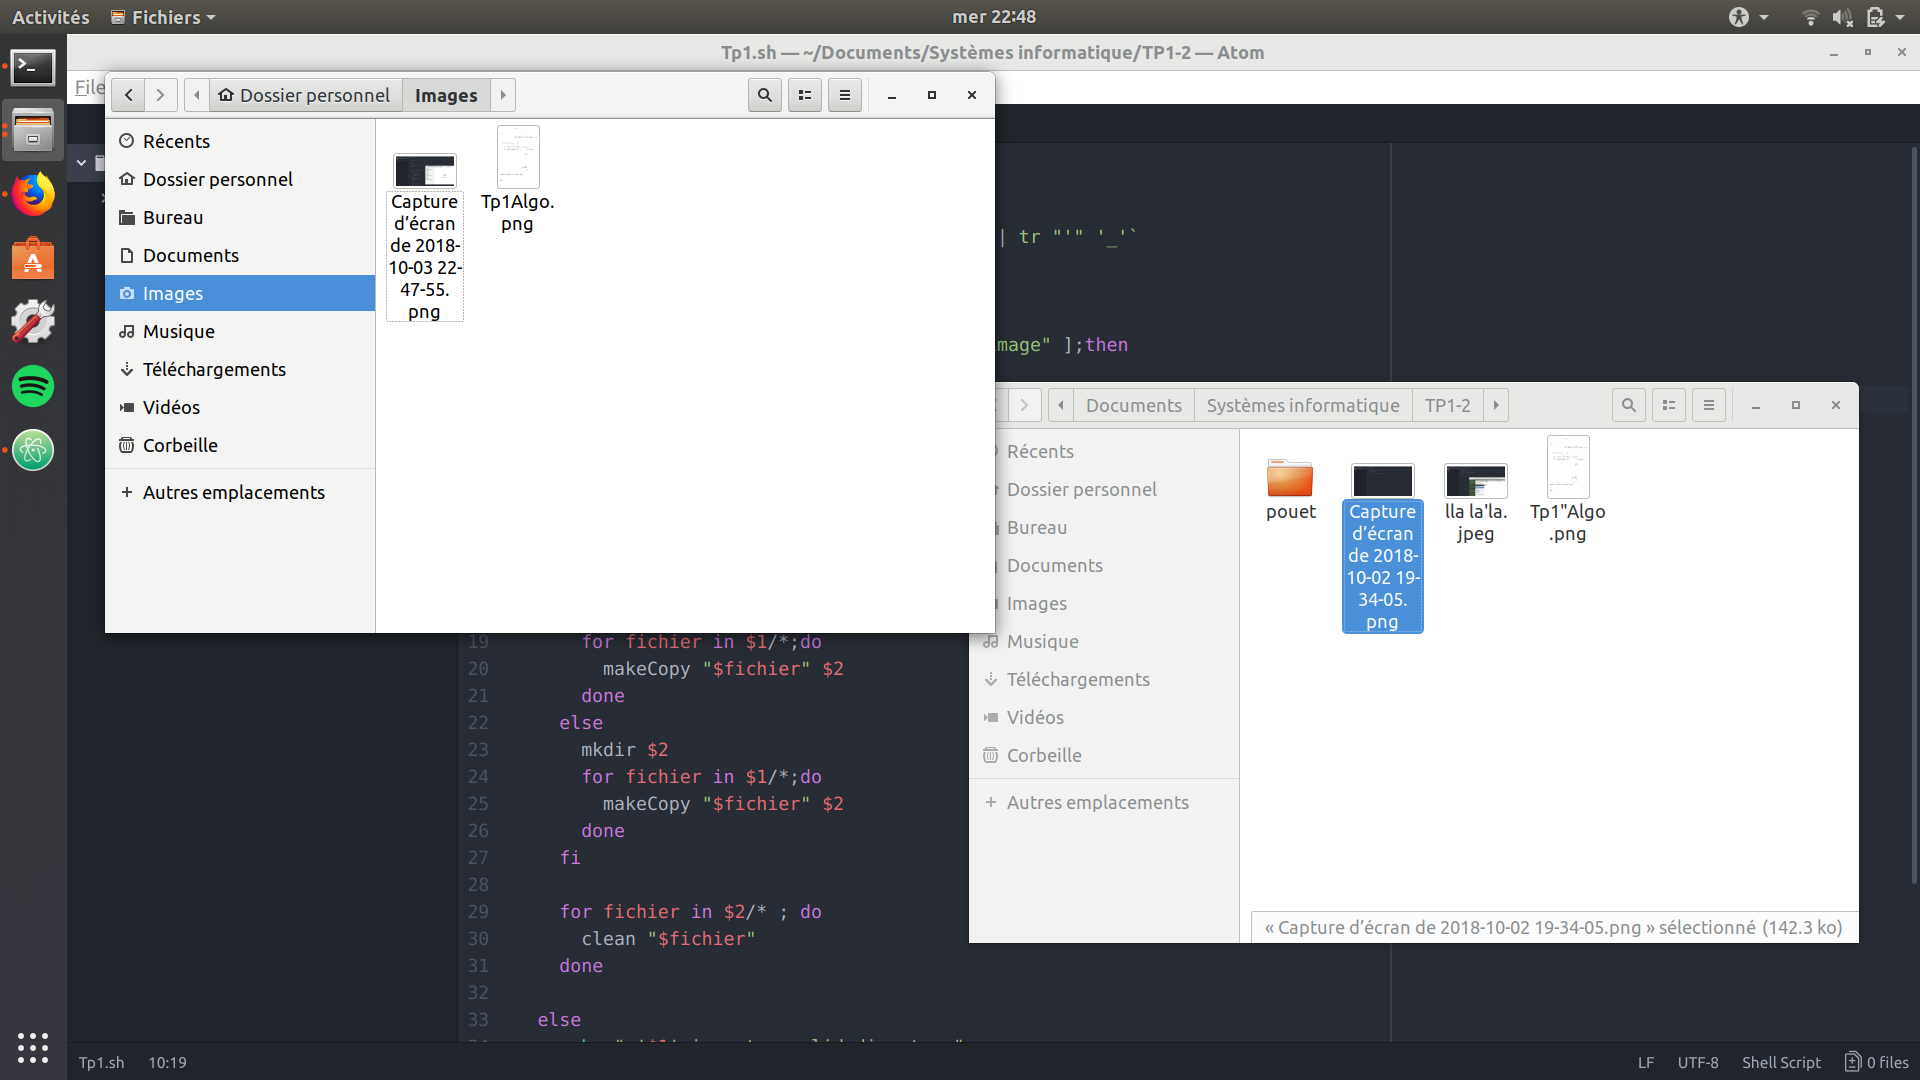 Activités
Fichiers
mer 22:48
Tp1.sh — ~/Documents/Systèmes informatique/TP1-2 — Atom
File
Dossier personnel
Images
Récents
Dossier personnel
Bureau
Documents
Images
Musique
Téléchargements
Vidéos
Corbeille
Autres emplacements
Capture
d’écran
de 2018-
10-03 22-
47-55.
png
Tp1Algo.
png
| tr "'" '_'`
mage" ];then
Documents
Systèmes informatique
TP1-2
Récents
Dossier personnel
Bureau
Documents
Images
Musique
Téléchargements
Vidéos
Corbeille
Autres emplacements
pouet
Capture
d’écran
de 2018-
10-02 19-
34-05.
png
lla la'la.
jpeg
Tp1"Algo
.png
« Capture d’écran de 2018-10-02 19-34-05.png » sélectionné (142.3 ko)
19 for fichier in $1/*;do
20 makeCopy "$fichier" $2
21 done
22 else
23 mkdir $2
24 for fichier in $1/*;do
25 makeCopy "$fichier" $2
26 done
27 fi
28
29 for fichier in $2/* ; do
30 clean "$fichier"
31 done
32
33 else
Tp1.sh
10:19
LF
UTF-8
Shell Script
0 files